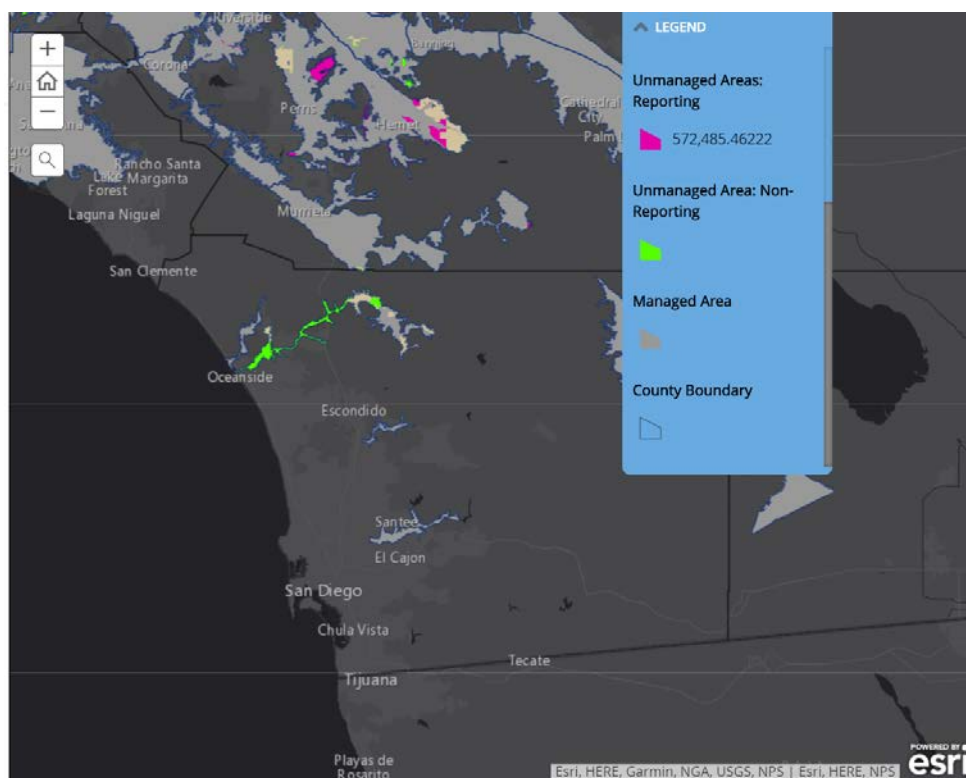 Riverside
Banning
Corona
Cathedral
City
Perris
Hemet
Rancho Santa
Margarita
Lake
Forest
Laguna Niguel
Murrieta
San Clemente
Oceanside
Escondido
Santee
El Cajon
San Diego
Chula Vista
Tecate
Tijuana
Playas de
Rosarito
LEGEND
Unmanaged Areas:
Reporting
572,485.46222
Unmanaged Area: Non-
Reporting
Managed Area
County Boundary
POWERED BY
esri
Esri, HERE, Garmin, NGA, USGS, NPS | Esri, HERE, NPS